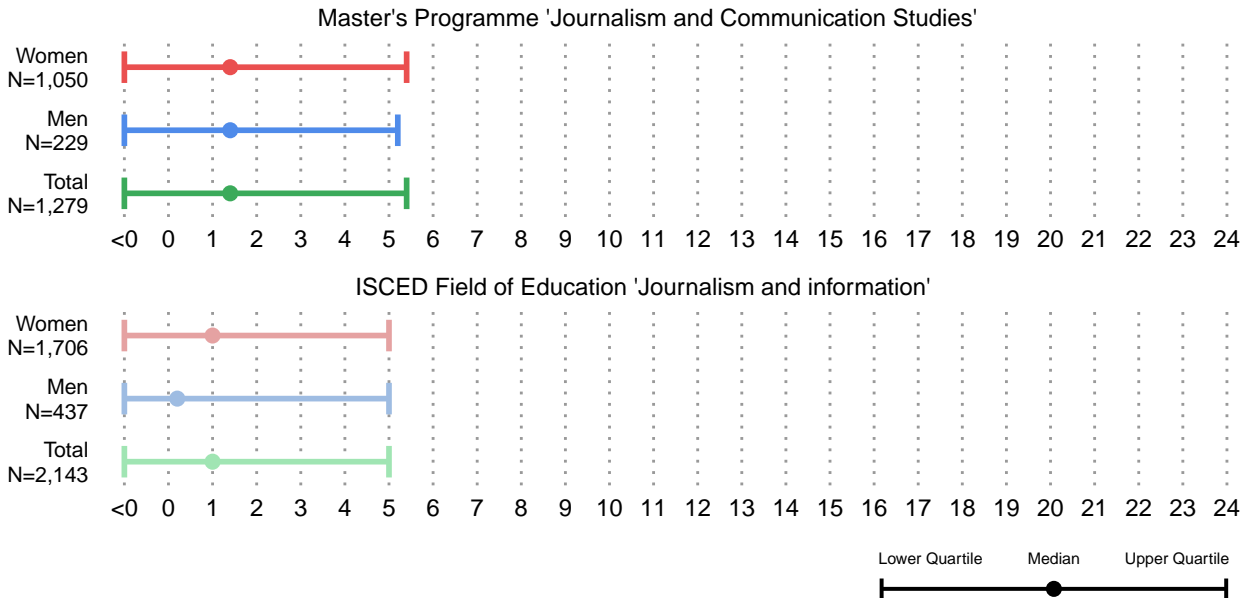 Master's Programme 'Journalism and Communication Studies'
Women
N=1,050
Men
N=229
Total
N=1,279
<0 0 1 2 3 4 5 6 7 8 9 10 11 12 13 14 15 16 17 18 19 20 21 22 23 24
ISCED Field of Education 'Journalism and information'
Women
N=1,706
Men
N=437
Total
N=2,143
<0 0 1 2 3 4 5 6 7 8 9 10 11 12 13 14 15 16 17 18 19 20 21 22 23 24
Lower Quartile Median Upper Quartile